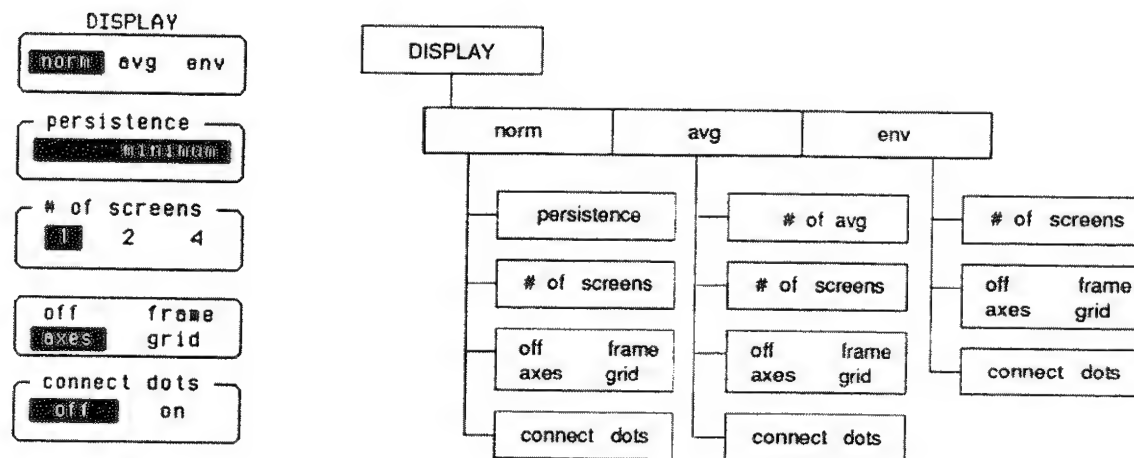 DISPLAY
norm avg env
persistence
minimum
# of screens
1 2 4
off frame
axes grid
connect dots
off on
DISPLAY
norm avg env
persistence
# of screens
off frame
axes grid
connect dots
# of avg
# of screens
off frame
axes grid
connect dots
# of screens
off frame
axes grid
connect dots